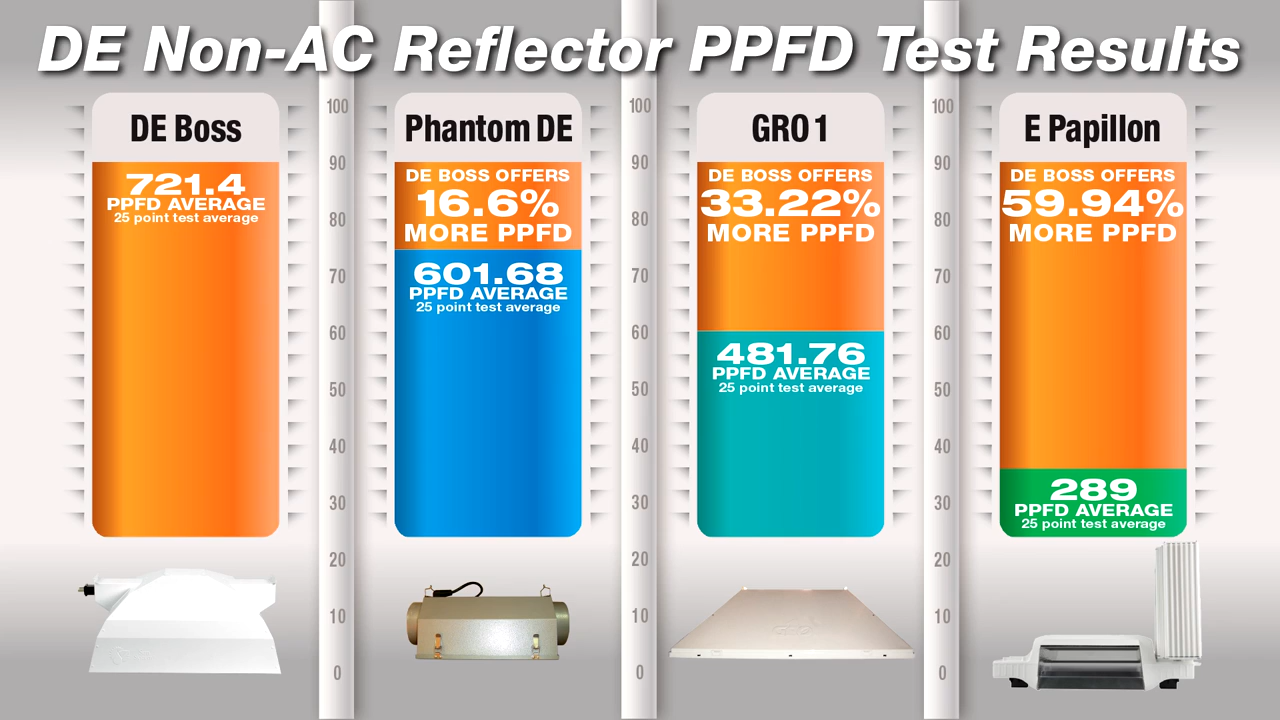 DE Non-AC Reflector PPFD Test Results
DE Boss
721.4
PPFD AVERAGE
25 point test average
100
90
80
70
60
50
40
30
20
10
0
Phantom DE
DE BOSS OFFERS
16.6%
MORE PPFD
601.68
PPFD AVERAGE
25 point test average
100
90
80
70
60
50
40
30
20
10
0
GRO 1
DE BOSS OFFERS
33.22%
MORE PPFD
481.76
PPFD AVERAGE
25 point test average
100
90
80
70
60
50
40
30
20
10
0
E Papillon
DE BOSS OFFERS
59.94%
MORE PPFD
289
PPFD AVERAGE
25 point test average